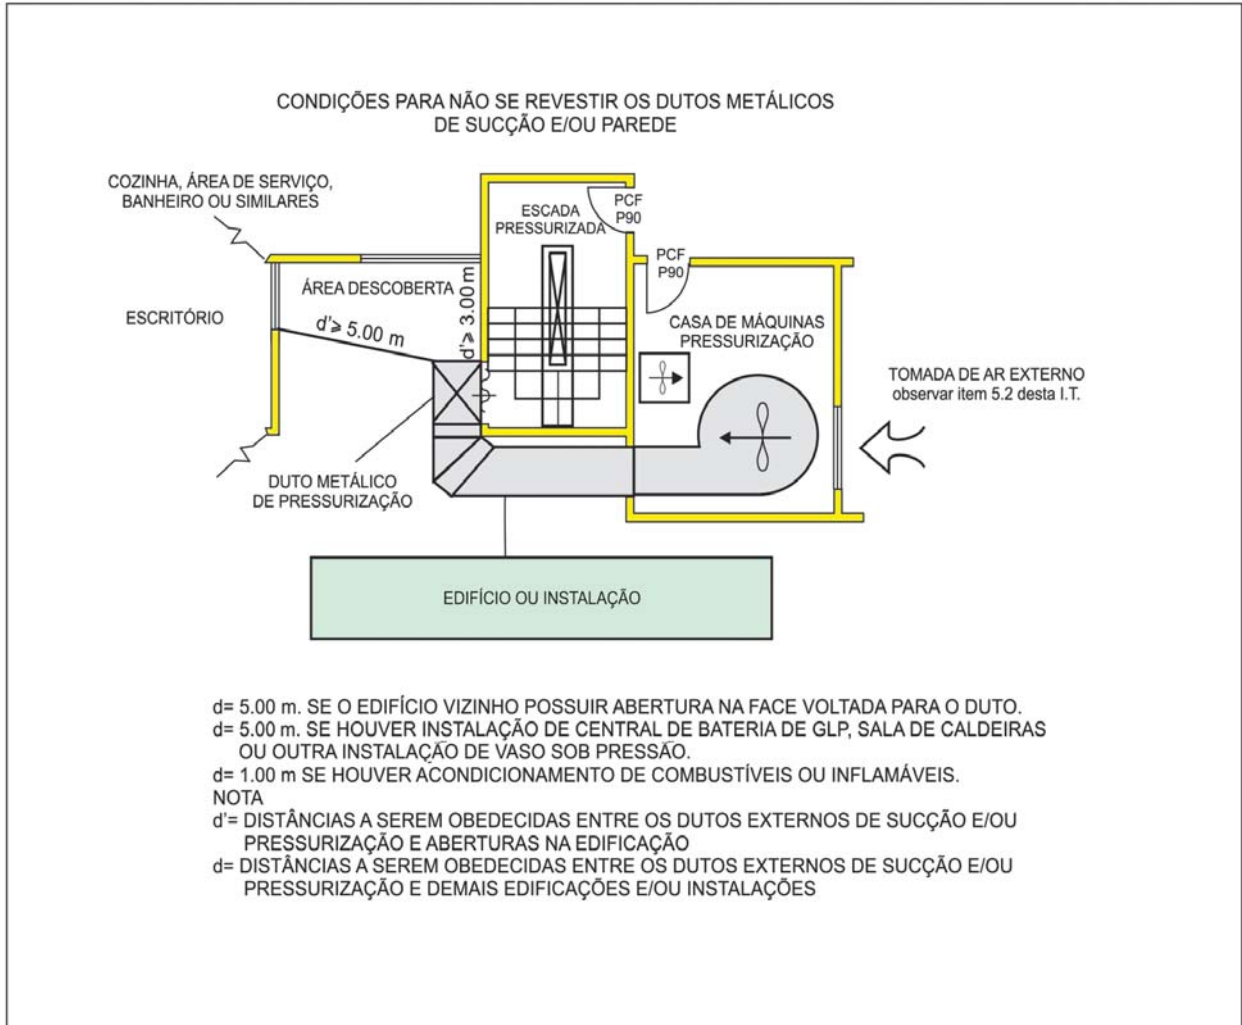 CONDIÇÕES PARA NÃO SE REVESTIR OS DUTOS METÁLICOS
DE SUCÇÃO E/OU PAREDE
COZINHA, ÁREA DE SERVIÇO,
BANHEIRO OU SIMILARES
ESCADA
PRESSURIZADA
PCF
P90
PCF
P90
ÁREA DESCOBERTA
d'⩾ 3.00 m
ESCRITÓRIO
d'⩾ 5.00 m
CASA DE MÁQUINAS
PRESSURIZAÇÃO
TOMADA DE AR EXTERNO
observar item 5.2 desta I.T.
DUTO METÁLICO
DE PRESSURIZAÇÃO
EDIFÍCIO OU INSTALAÇÃO
d= 5.00 m. SE O EDIFÍCIO VIZINHO POSSUIR ABERTURA NA FACE VOLTADA PARA O DUTO.
d= 5.00 m. SE HOUVER INSTALAÇÃO DE CENTRAL DE BATERIA DE GLP, SALA DE CALDEIRAS
OU OUTRA INSTALAÇÃO DE VASO SOB PRESSÃO.
d= 1.00 m SE HOUVER ACONDICIONAMENTO DE COMBUSTÍVEIS OU INFLAMÁVEIS.
NOTA
d'= DISTÂNCIAS A SEREM OBEDECIDAS ENTRE OS DUTOS EXTERNOS DE SUCÇÃO E/OU
PRESSURIZAÇÃO E ABERTURAS NA EDIFICAÇÃO
d= DISTÂNCIAS A SEREM OBEDECIDAS ENTRE OS DUTOS EXTERNOS DE SUCÇÃO E/OU
PRESSURIZAÇÃO E DEMAIS EDIFICAÇÕES E/OU INSTALAÇÕES